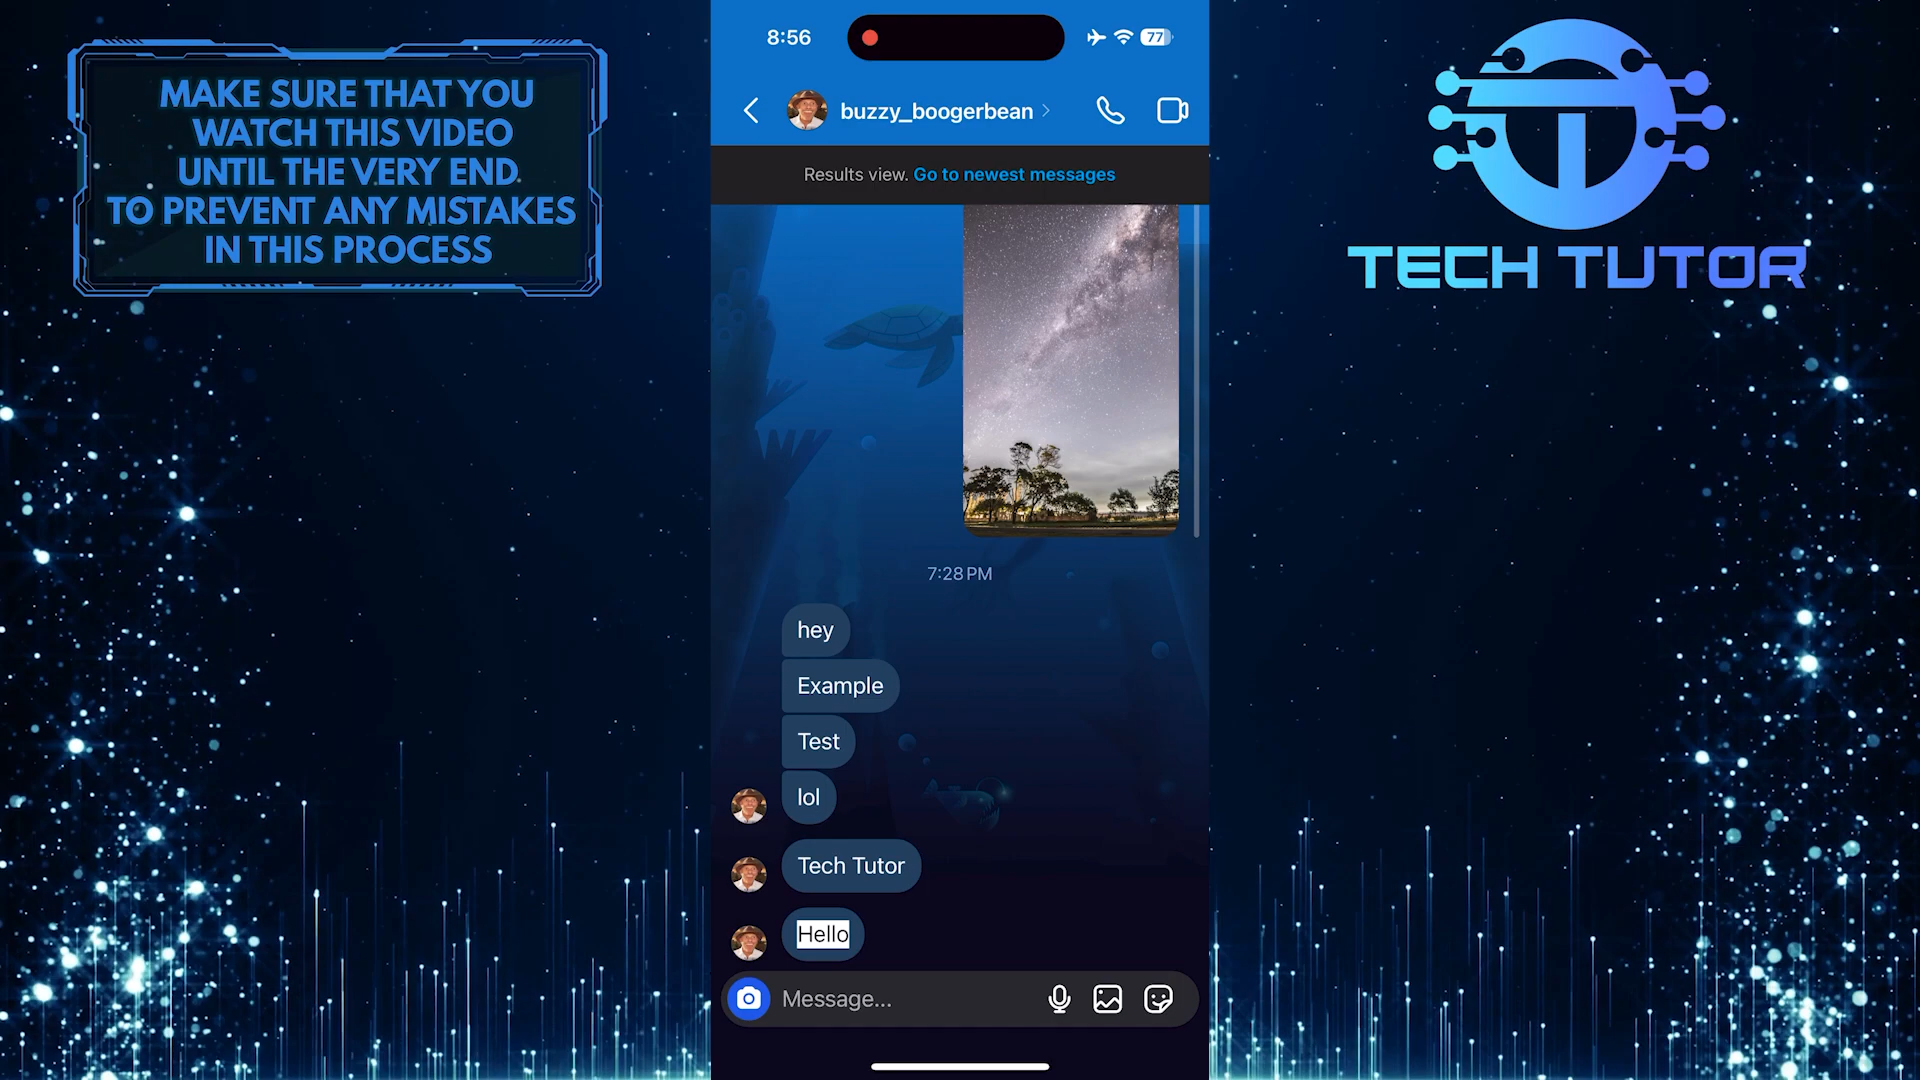 MAKE SURE THAT YOU
WATCH THIS VIDEO
UNTIL THE VERY END
TO PREVENT ANY MISTAKES
IN THIS PROCESS
8:56
77
buzzy_boogerbean
Results view. Go to newest messages
7:28 PM
hey
Example
Test
lol
Tech Tutor
Hello
Message...
TECH TUTOR